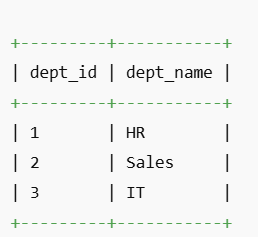 +---------+-----------+
| dept_id | dept_name |
+---------+-----------+
| 1       | HR        |
| 2       | Sales     |
| 3       | IT        |
+---------+-----------+